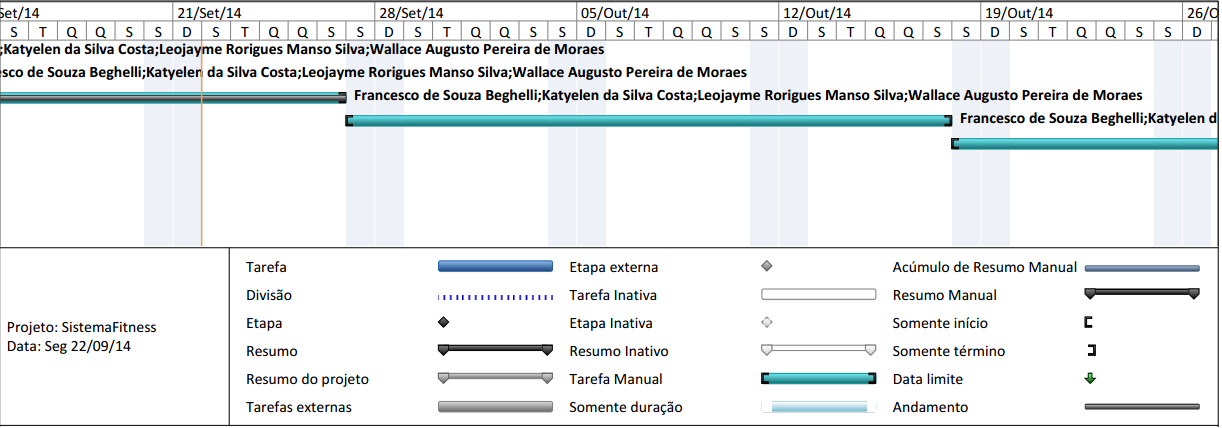 Set/14 21/Set/14 28/Set/14 05/Out/14 12/Out/14 19/Out/14 26/O
S T Q Q S S D S T Q Q S S D S T Q Q S S D S T Q Q S S D S T Q Q S S D S T Q Q S S D
;Katyelen da Silva Costa;Leojayme Rorigues Manso Silva;Wallace Augusto Pereira de Moraes
sco de Souza Beghelli;Katyelen da Silva Costa;Leojayme Rorigues Manso Silva;Wallace Augusto Pereira de Moraes
Francesco de Souza Beghelli;Katyelen da Silva Costa;Leojayme Rorigues Manso Silva;Wallace Augusto Pereira de Moraes
Francesco de Souza Beghelli;Katyelen d
Projeto: SistemaFitness
Data: Seg 22/09/14
Tarefa
Divisão
Etapa
Resumo
Resumo do projeto
Tarefas externas
Etapa externa
Tarefa Inativa
Etapa Inativa
Resumo Inativo
Tarefa Manual
Somente duração
Acúmulo de Resumo Manual
Resumo Manual
Somente início
Somente término
Data limite
Andamento